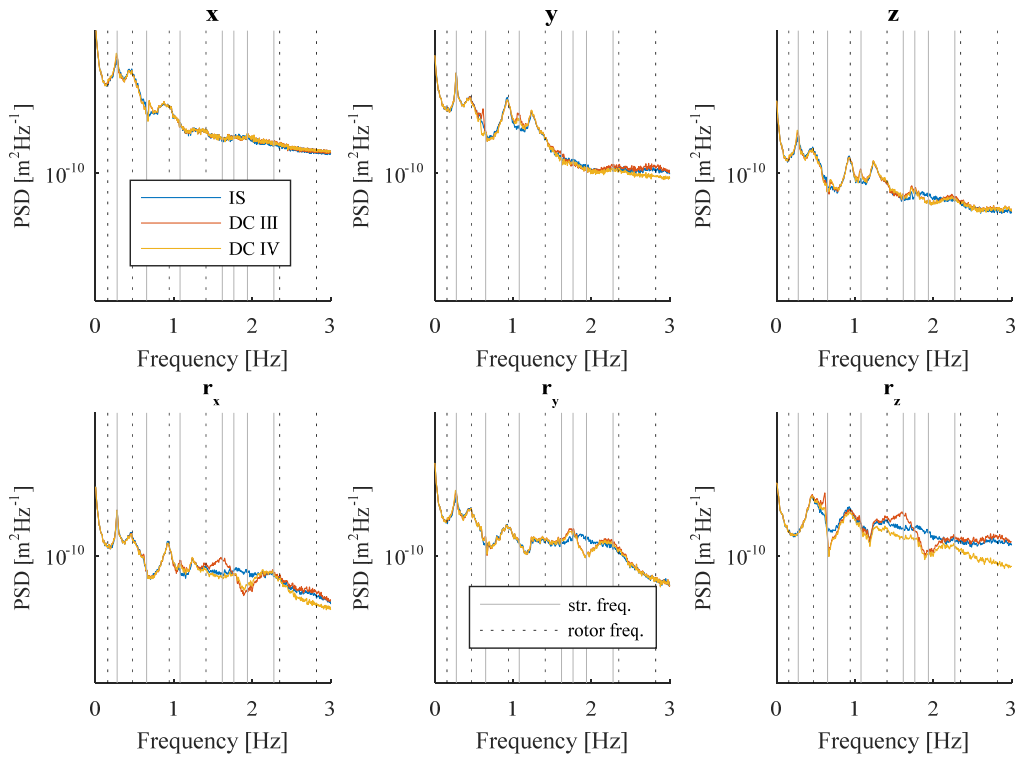 x
y
z
PSD [m²Hz⁻¹]
PSD [m²Hz⁻¹]
PSD [m²Hz⁻¹]
10⁻¹⁰
10⁻¹⁰
10⁻¹⁰
IS
DC III
DC IV
0 1 2 3
0 1 2 3
0 1 2 3
Frequency [Hz]
Frequency [Hz]
Frequency [Hz]
rₓ
r_y
r_z
PSD [m²Hz⁻¹]
PSD [m²Hz⁻¹]
PSD [m²Hz⁻¹]
10⁻¹⁰
10⁻¹⁰
10⁻¹⁰
str. freq.
rotor freq.
0 1 2 3
0 1 2 3
0 1 2 3
Frequency [Hz]
Frequency [Hz]
Frequency [Hz]